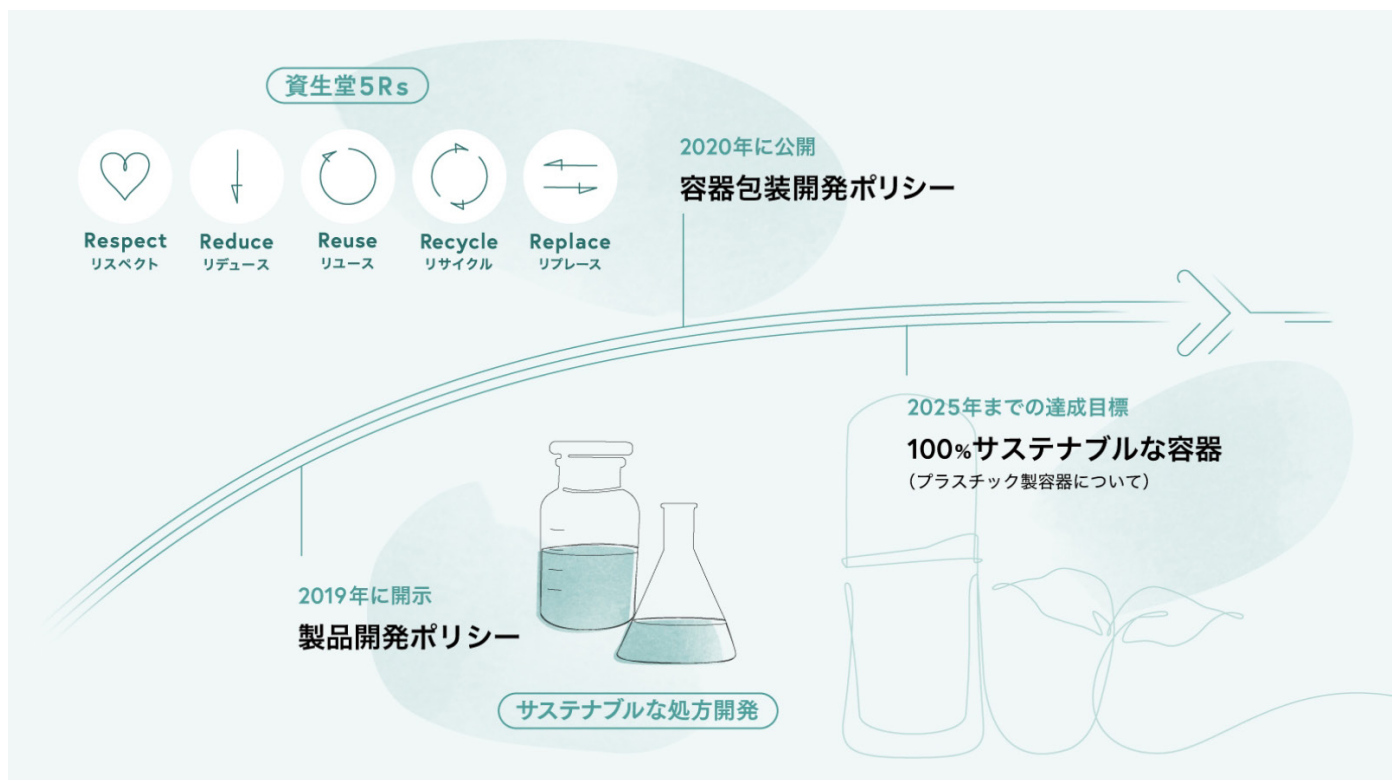 資生堂5Rs
Respect
リスペクト
Reduce
リデュース
Reuse
リユース
Recycle
リサイクル
Replace
リプレース
2020年に公開
容器包装開発ポリシー
2025年までの達成目標
100%サステナブルな容器
（プラスチック製容器について）
2019年に開示
製品開発ポリシー
サステナブルな処方開発